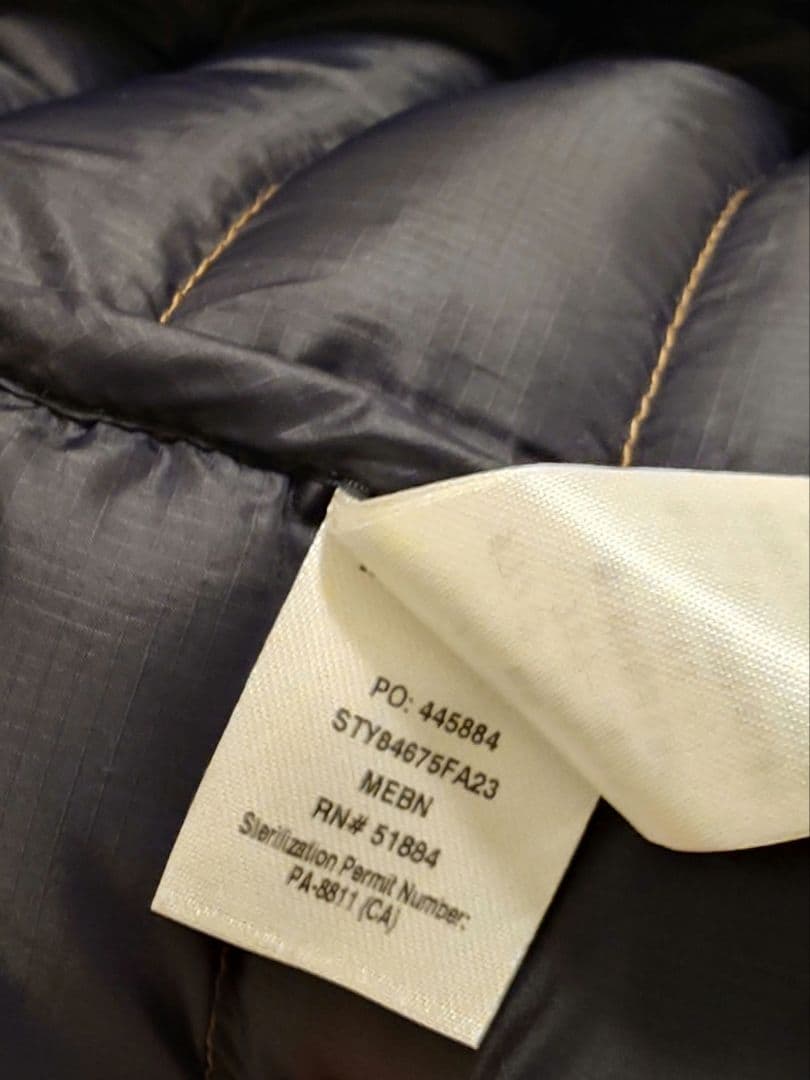 PO: 445884
STY84675FA23
MEBN
RN# 51884
Sterilization Permit Number:
PA-8811 (CA)